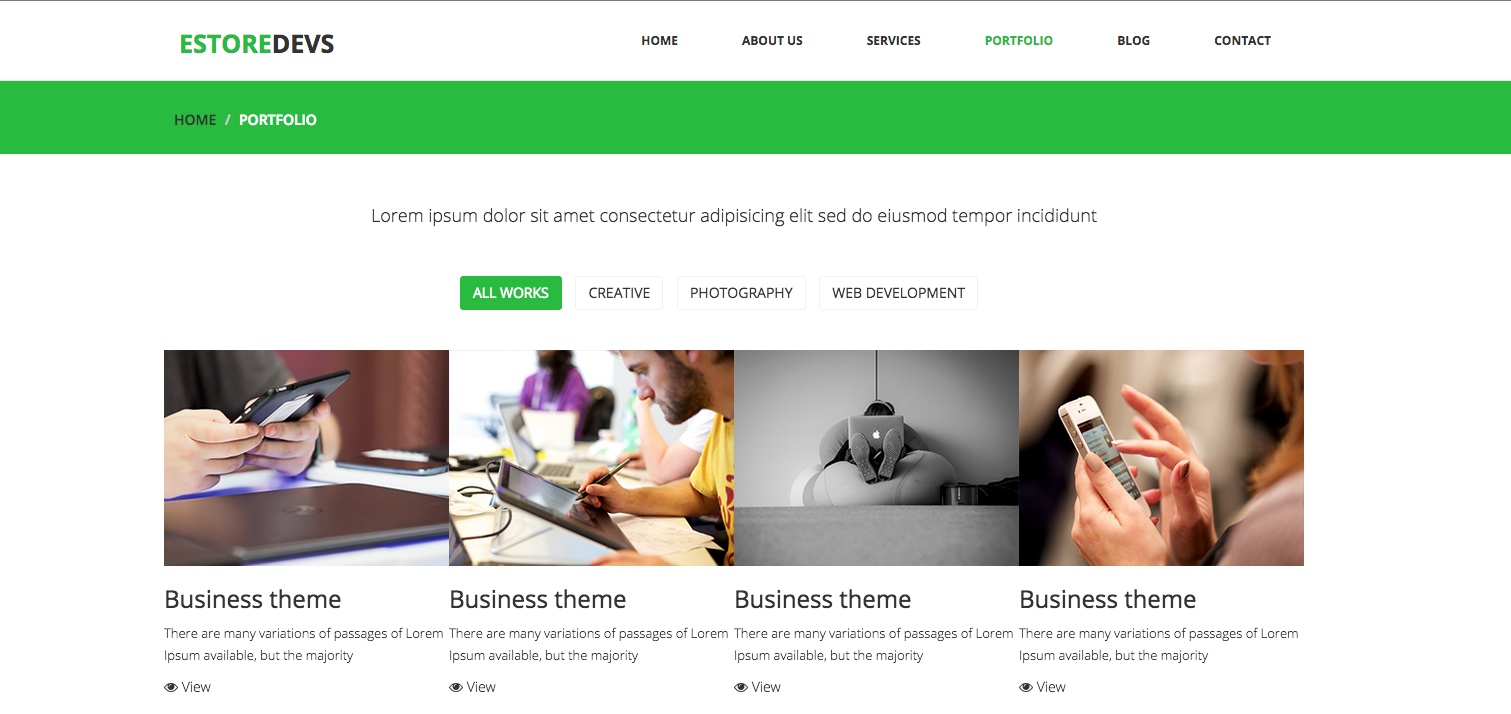 ESTOREDEVS
HOME ABOUT US SERVICES PORTFOLIO BLOG CONTACT
HOME / PORTFOLIO
Lorem ipsum dolor sit amet consectetur adipisicing elit sed do eiusmod tempor incididunt
ALL WORKS CREATIVE PHOTOGRAPHY WEB DEVELOPMENT
Business theme
There are many variations of passages of Lorem
Ipsum available, but the majority
View
Business theme
There are many variations of passages of Lorem
Ipsum available, but the majority
View
Business theme
There are many variations of passages of Lorem
Ipsum available, but the majority
View
Business theme
There are many variations of passages of Lorem
Ipsum available, but the majority
View